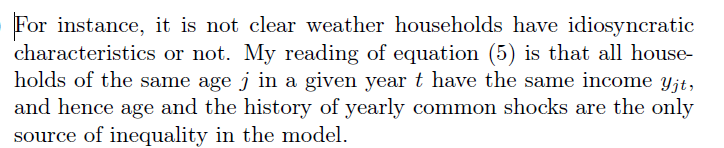 For instance, it is not clear weather households have idiosyncratic
characteristics or not. My reading of equation (5) is that all house-
holds of the same age j in a given year t have the same income y_{jt},
and hence age and the history of yearly common shocks are the only
source of inequality in the model.